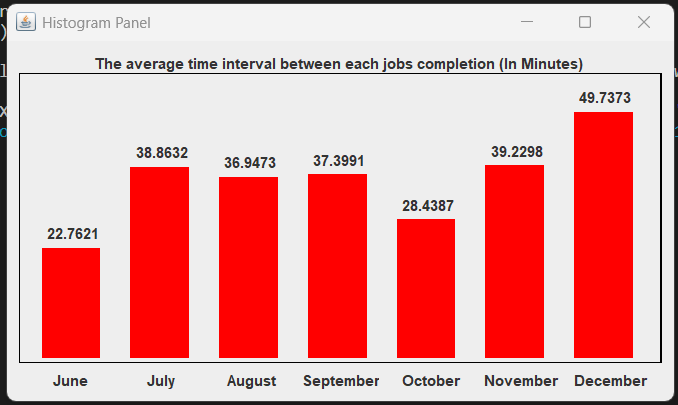 Histogram Panel
The average time interval between each jobs completion (In Minutes)
49.7373
38.8632
39.2298
36.9473
37.3991
28.4387
22.7621
June July August September October November December